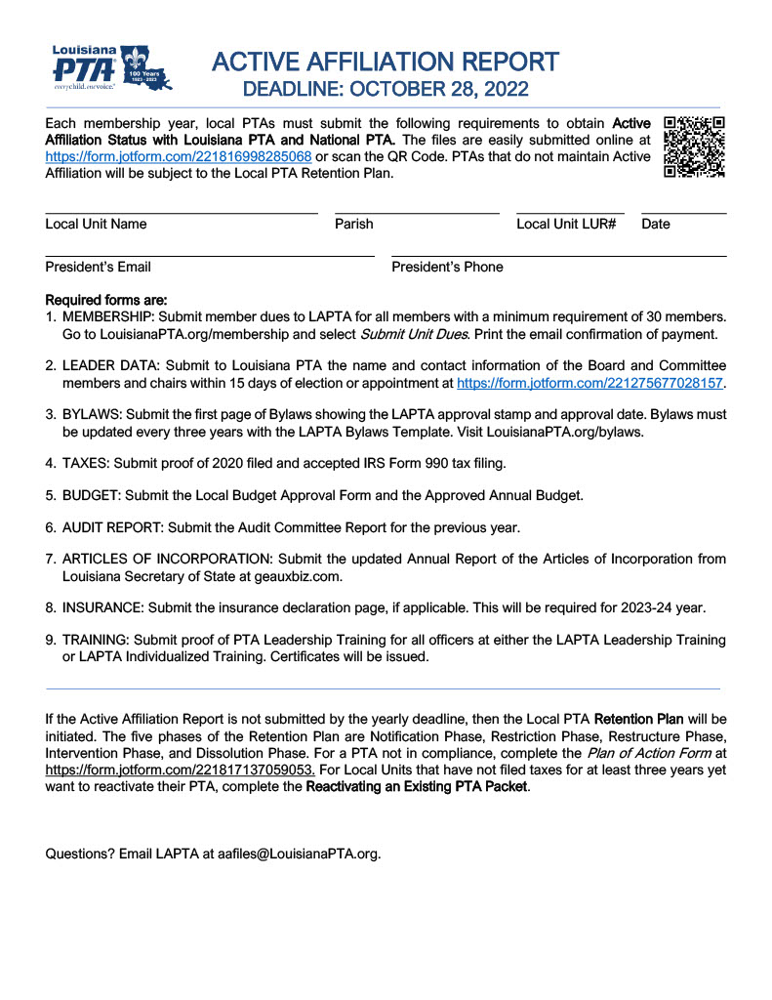 Louisiana
PTA®
100 Years
1923 - 2023
everychild.onevoice.®
ACTIVE AFFILIATION REPORT
DEADLINE: OCTOBER 28, 2022
Each membership year, local PTAs must submit the following requirements to obtain Active
Affiliation Status with Louisiana PTA and National PTA. The files are easily submitted online at
https://form.jotform.com/221816998285068 or scan the QR Code. PTAs that do not maintain Active
Affiliation will be subject to the Local PTA Retention Plan.
Local Unit Name Parish Local Unit LUR# Date
President's Email President's Phone
Required forms are:
1. MEMBERSHIP: Submit member dues to LAPTA for all members with a minimum requirement of 30 members.
Go to LouisianaPTA.org/membership and select Submit Unit Dues. Print the email confirmation of payment.
2. LEADER DATA: Submit to Louisiana PTA the name and contact information of the Board and Committee
members and chairs within 15 days of election or appointment at https://form.jotform.com/221275677028157.
3. BYLAWS: Submit the first page of Bylaws showing the LAPTA approval stamp and approval date. Bylaws must
be updated every three years with the LAPTA Bylaws Template. Visit LouisianaPTA.org/bylaws.
4. TAXES: Submit proof of 2020 filed and accepted IRS Form 990 tax filing.
5. BUDGET: Submit the Local Budget Approval Form and the Approved Annual Budget.
6. AUDIT REPORT: Submit the Audit Committee Report for the previous year.
7. ARTICLES OF INCORPORATION: Submit the updated Annual Report of the Articles of Incorporation from
Louisiana Secretary of State at geauxbiz.com.
8. INSURANCE: Submit the insurance declaration page, if applicable. This will be required for 2023-24 year.
9. TRAINING: Submit proof of PTA Leadership Training for all officers at either the LAPTA Leadership Training
or LAPTA Individualized Training. Certificates will be issued.
If the Active Affiliation Report is not submitted by the yearly deadline, then the Local PTA Retention Plan will be
initiated. The five phases of the Retention Plan are Notification Phase, Restriction Phase, Restructure Phase,
Intervention Phase, and Dissolution Phase. For a PTA not in compliance, complete the Plan of Action Form at
https://form.jotform.com/221817137059053. For Local Units that have not filed taxes for at least three years yet
want to reactivate their PTA, complete the Reactivating an Existing PTA Packet.
Questions? Email LAPTA at aafiles@LouisianaPTA.org.